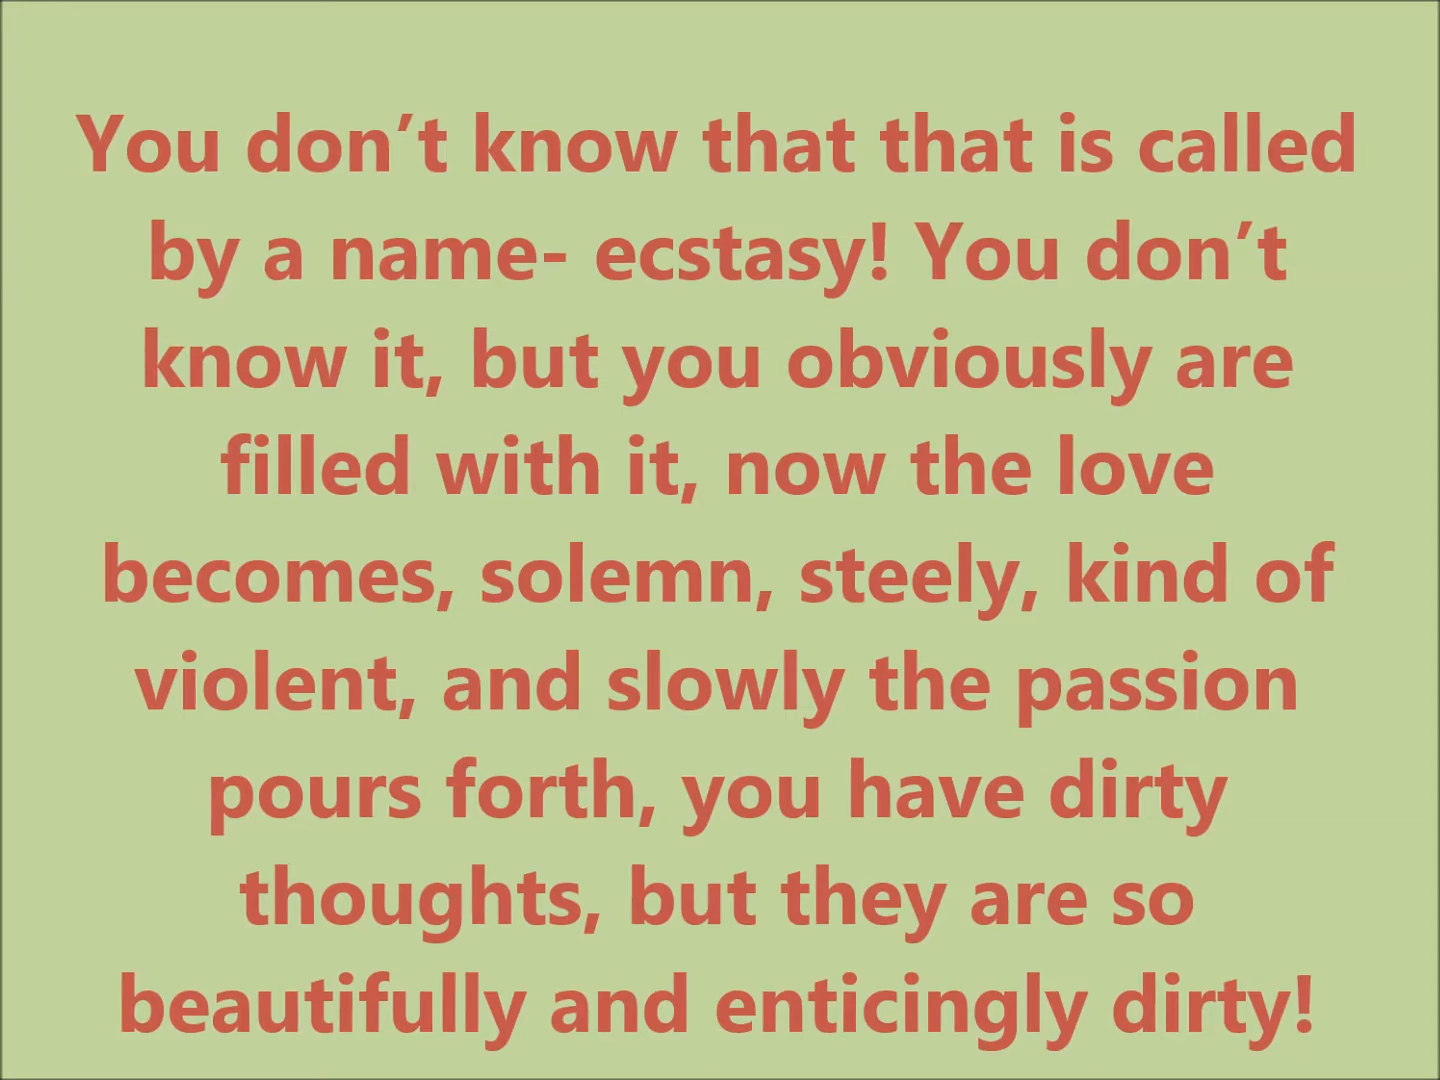 You don’t know that that is called
by a name- ecstasy! You don’t
know it, but you obviously are
filled with it, now the love
becomes, solemn, steely, kind of
violent, and slowly the passion
pours forth, you have dirty
thoughts, but they are so
beautifully and enticingly dirty!